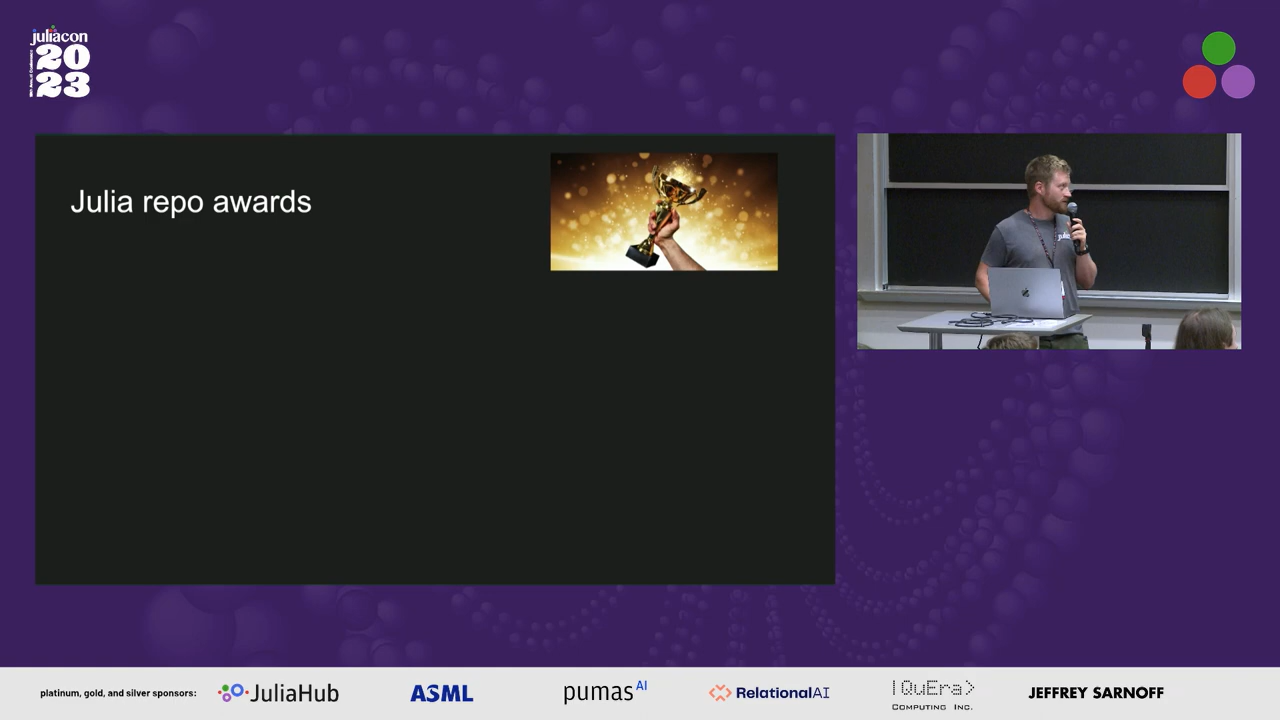 juliacon
20
23
Julia repo awards
platinum, gold, and silver sponsors:
JuliaHub
ASML
pumas AI
RelationalAI
|QuEra>
COMPUTING INC.
JEFFREY SARNOFF